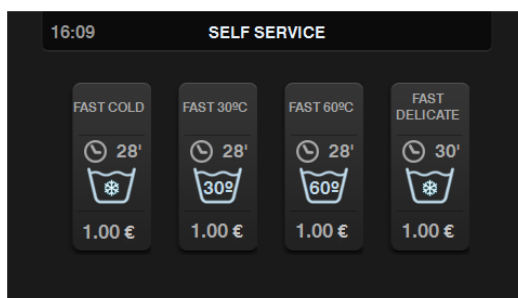 16:09 SELF SERVICE
FAST COLD
28'
1.00 €
FAST 30ºC
28'
30º
1.00 €
FAST 60ºC
28'
60º
1.00 €
FAST
DELICATE
30'
1.00 €